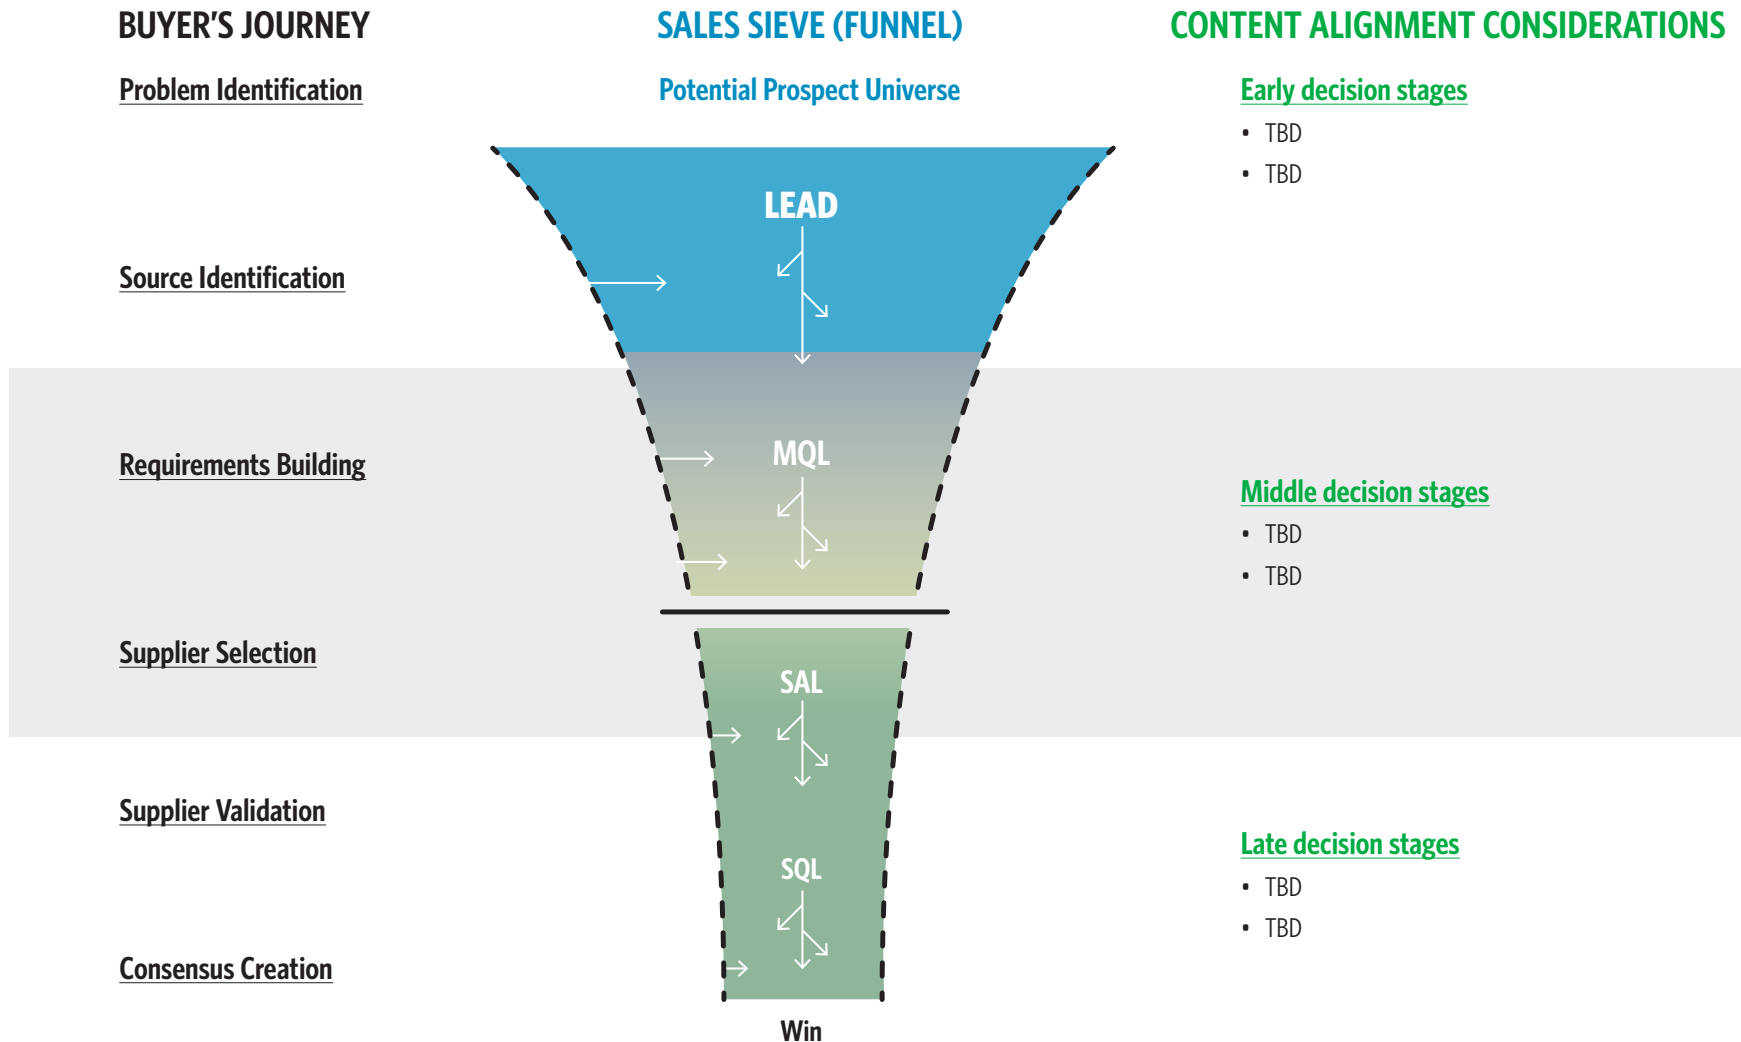 BUYER'S JOURNEY
Problem Identification
Source Identification
Requirements Building
Supplier Selection
Supplier Validation
Consensus Creation
SALES SIEVE (FUNNEL)
Potential Prospect Universe
LEAD
MQL
SAL
SQL
Win
CONTENT ALIGNMENT CONSIDERATIONS
Early decision stages
• TBD
• TBD
Middle decision stages
• TBD
• TBD
Late decision stages
• TBD
• TBD